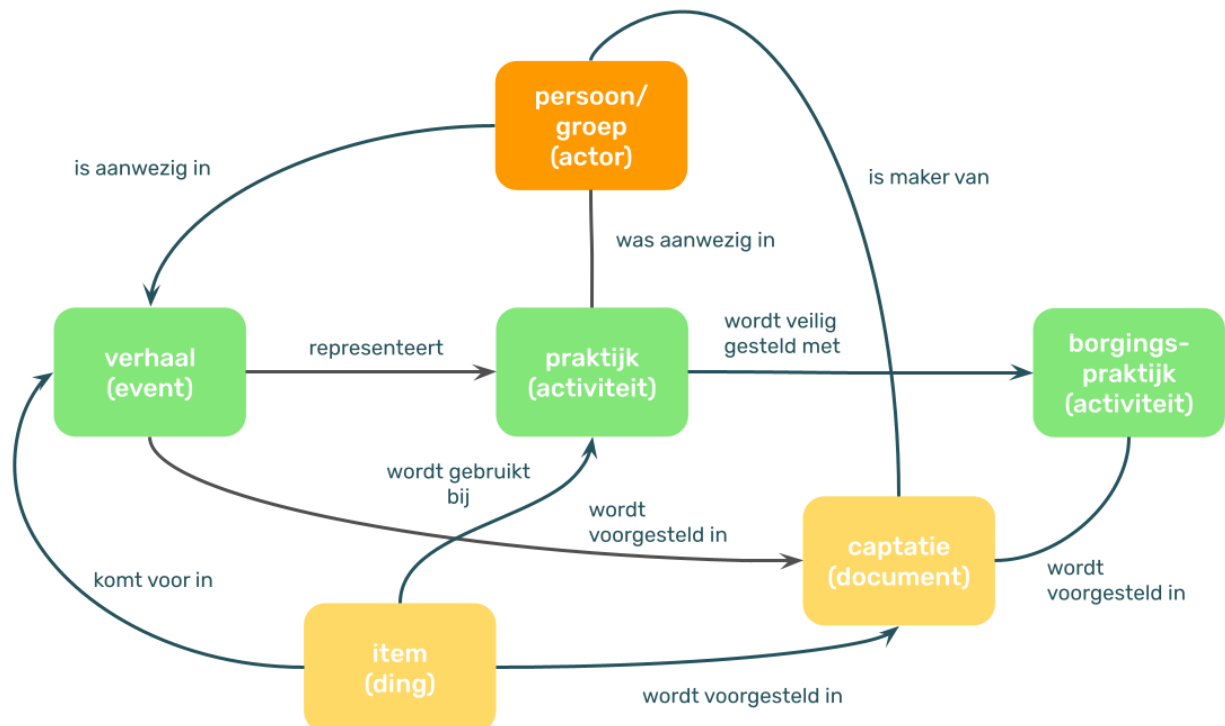 persoon/
groep
(actor)
is aanwezig in
is maker van
was aanwezig in
verhaal
(event)
representeert
praktijk
(activiteit)
wordt veilig
gesteld met
borgings-
praktijk
(activiteit)
wordt gebruikt
bij
wordt
voorgesteld in
captatie
(document)
komt voor in
wordt
voorgesteld in
item
(ding)
wordt voorgesteld in